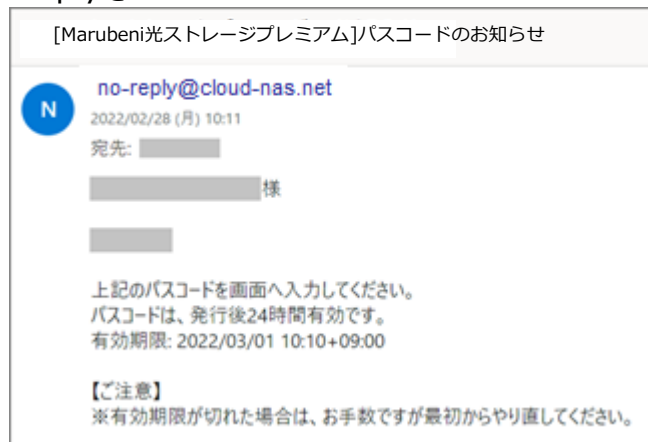 [Marubeni光ストレージプレミアム]パスコードのお知らせ
N
no-reply@cloud-nas.net
2022/02/28 (月) 10:11
宛先:
様
上記のパスコードを画面へ入力してください。
パスコードは、発行後24時間有効です。
有効期限: 2022/03/01 10:10+09:00
【ご注意】
※有効期限が切れた場合は、お手数ですが最初からやり直してください。